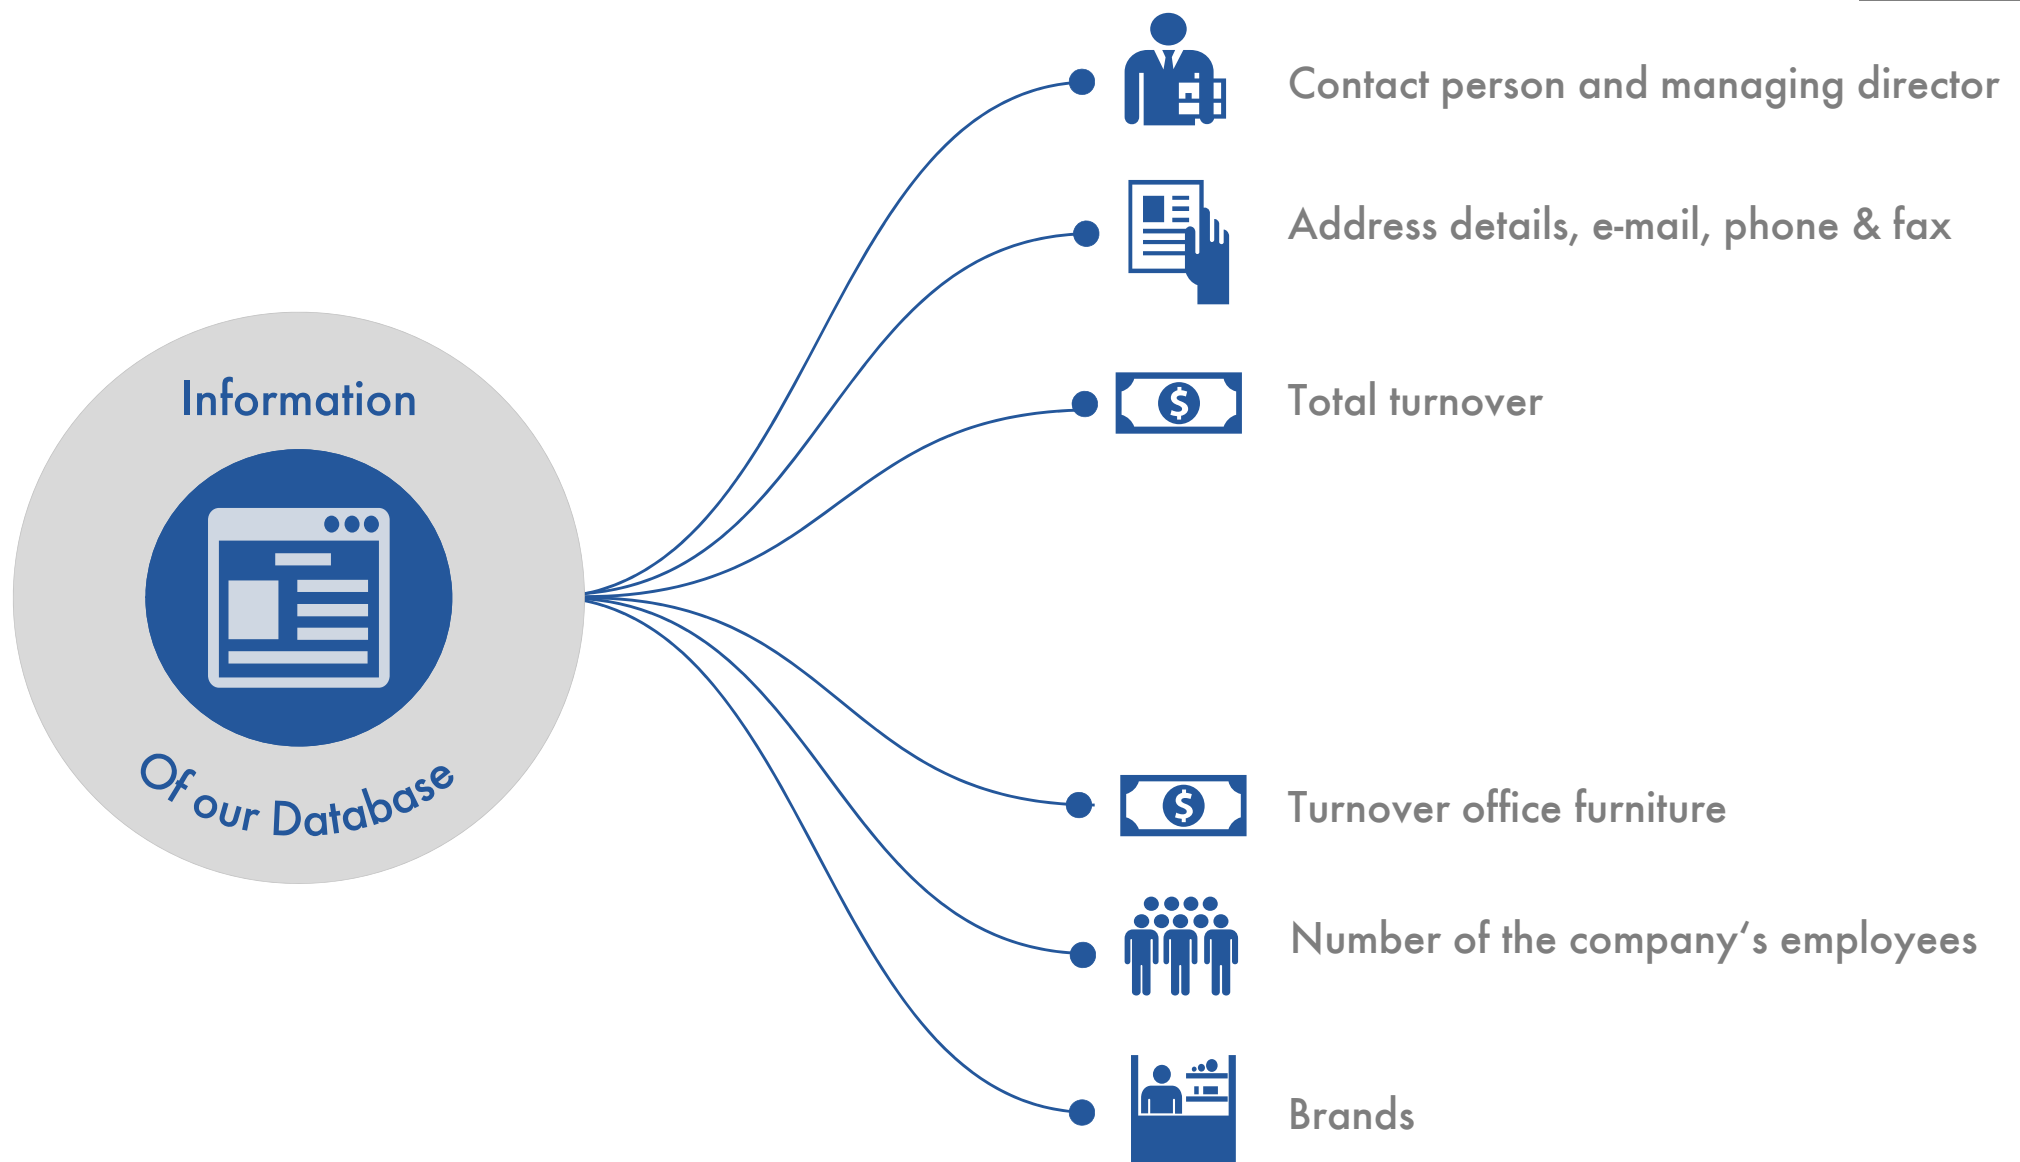 Information
Of our Database
Contact person and managing director
Address details, e-mail, phone & fax
Total turnover
Turnover office furniture
Number of the company‘s employees
Brands